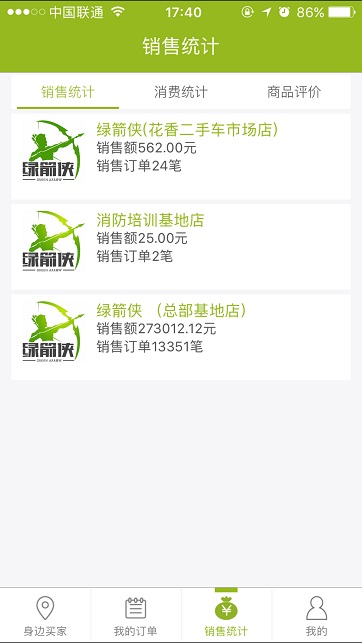 中国联通 17:40 86%
销售统计
销售统计 消费统计 商品评价
绿箭侠
绿箭侠(花香二手车市场店)
销售额562.00元
销售订单24笔
绿箭侠
消防培训基地店
销售额25.00元
销售订单2笔
绿箭侠
绿箭侠 （总部基地店）
销售额273012.12元
销售订单13351笔
身边买家 我的订单 销售统计 我的